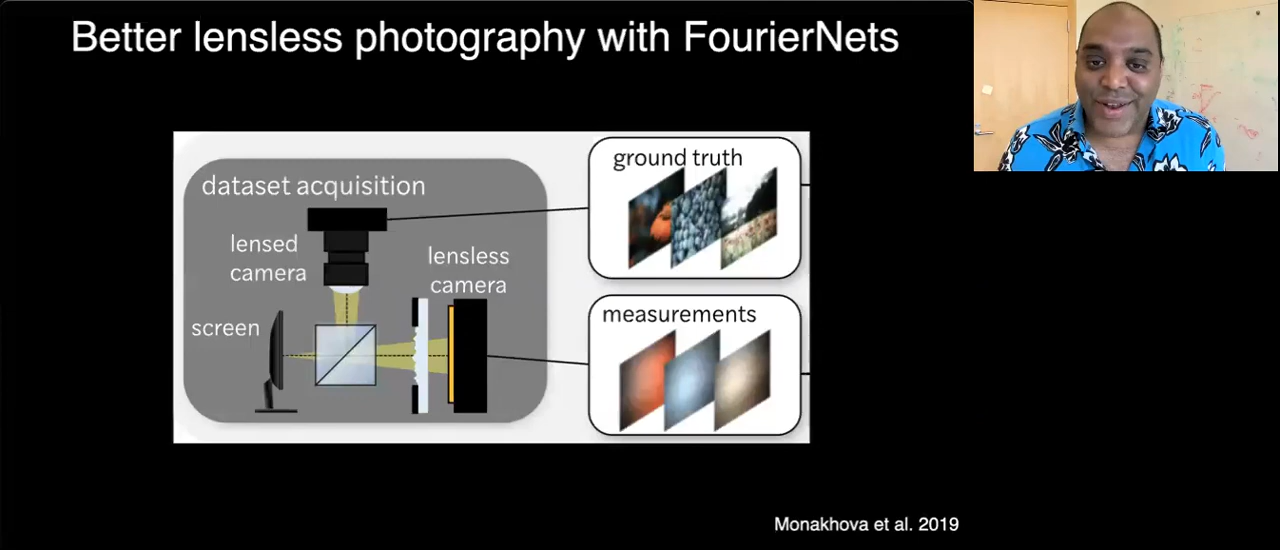 Better lensless photography with FourierNets
dataset acquisition
lensed
camera
lensless
camera
screen
ground truth
measurements
Monakhova et al. 2019